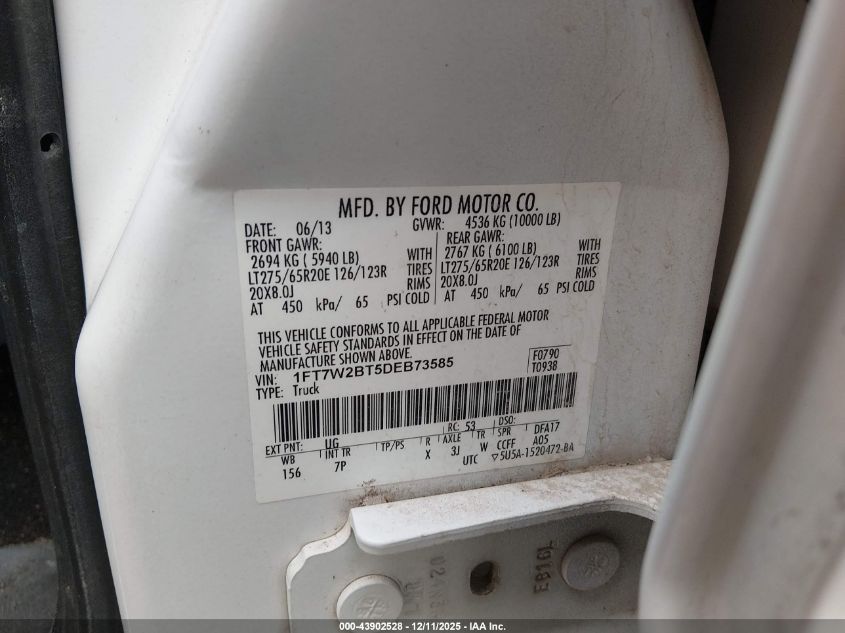 MFD. BY FORD MOTOR CO.
DATE: 06/13 GVWR: 4536 KG (10000 LB)
FRONT GAWR: REAR GAWR:
2694 KG ( 5940 LB) WITH 2767 KG ( 6100 LB) WITH
LT275/65R20E 126/123R TIRES LT275/65R20E 126/123R TIRES
20X8.0J RIMS 20X8.0J RIMS
AT 450 kPa/ 65 PSI COLD AT 450 kPa/ 65 PSI COLD
THIS VEHICLE CONFORMS TO ALL APPLICABLE FEDERAL MOTOR
VEHICLE SAFETY STANDARDS IN EFFECT ON THE DATE OF
MANUFACTURE SHOWN ABOVE.
VIN: 1FT7W2BT5DEB73585 F0790
TYPE: Truck T0938
EXT PNT: UG RC: 53 DSO:
WB INT TR TP/PS R AXLE TR SPR DFA17
156 7P X 3J W CCFF A05
UTC ▽5U5A-1520472-BA
EB1GL
000-43902528 - 12/11/2025 - IAA Inc.